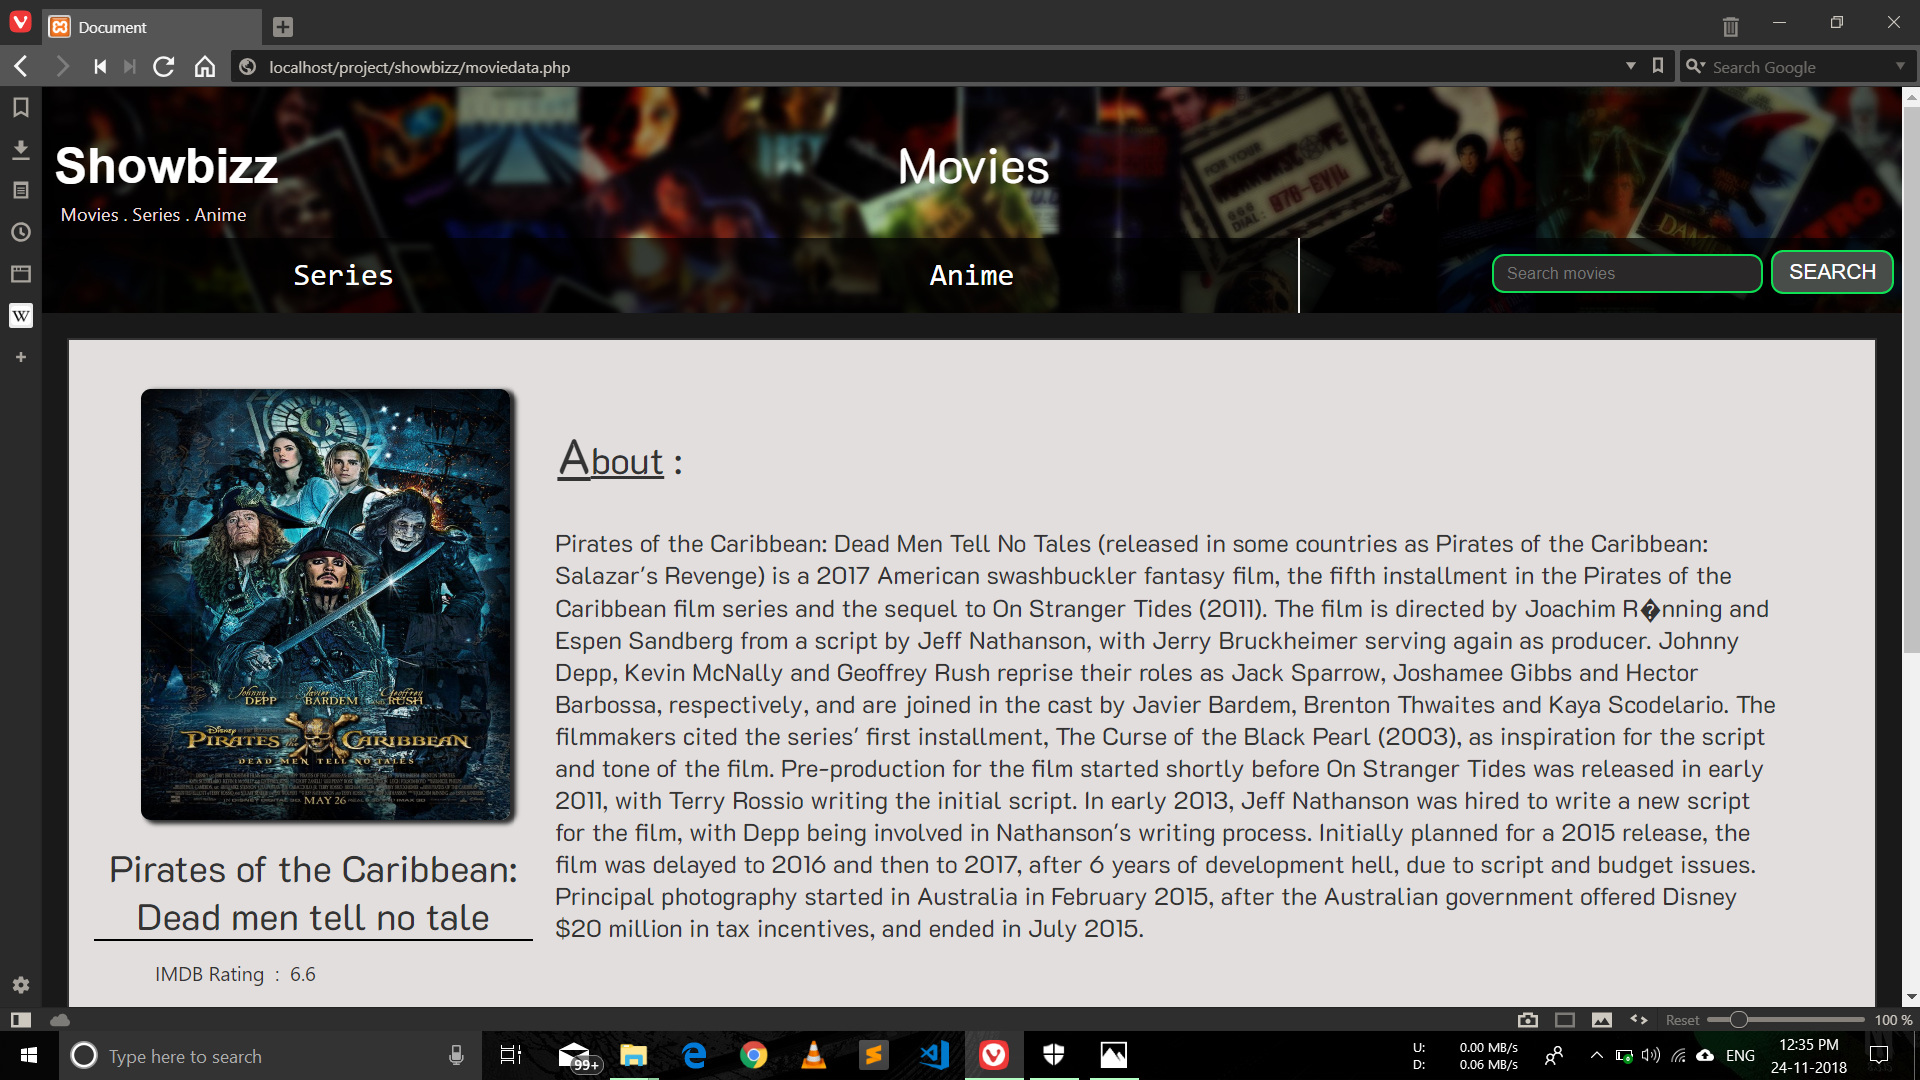 Document
localhost/project/showbizz/moviedata.php
Search Google
Showbizz
Movies . Series . Anime
Movies
FOR YOUR
976-EVIL
DIAL:
Series
Anime
Search movies
SEARCH
W
Johnny DEPP
Javier BARDEM
Geoffrey RUSH
Disney
PIRATES of the CARIBBEAN
DEAD MEN TELL NO TALES
MAY 26
Pirates of the Caribbean:
Dead men tell no tale
IMDB Rating : 6.6
About :
Pirates of the Caribbean: Dead Men Tell No Tales (released in some countries as Pirates of the Caribbean:
Salazar's Revenge) is a 2017 American swashbuckler fantasy film, the fifth installment in the Pirates of the
Caribbean film series and the sequel to On Stranger Tides (2011). The film is directed by Joachim R�nning and
Espen Sandberg from a script by Jeff Nathanson, with Jerry Bruckheimer serving again as producer. Johnny
Depp, Kevin McNally and Geoffrey Rush reprise their roles as Jack Sparrow, Joshamee Gibbs and Hector
Barbossa, respectively, and are joined in the cast by Javier Bardem, Brenton Thwaites and Kaya Scodelario. The
filmmakers cited the series' first installment, The Curse of the Black Pearl (2003), as inspiration for the script
and tone of the film. Pre-production for the film started shortly before On Stranger Tides was released in early
2011, with Terry Rossio writing the initial script. In early 2013, Jeff Nathanson was hired to write a new script
for the film, with Depp being involved in Nathanson's writing process. Initially planned for a 2015 release, the
film was delayed to 2016 and then to 2017, after 6 years of development hell, due to script and budget issues.
Principal photography started in Australia in February 2015, after the Australian government offered Disney
$20 million in tax incentives, and ended in July 2015.
Reset
100 %
Type here to search
99+
U: 0.00 MB/s
D: 0.06 MB/s
ENG
12:35 PM
24-11-2018